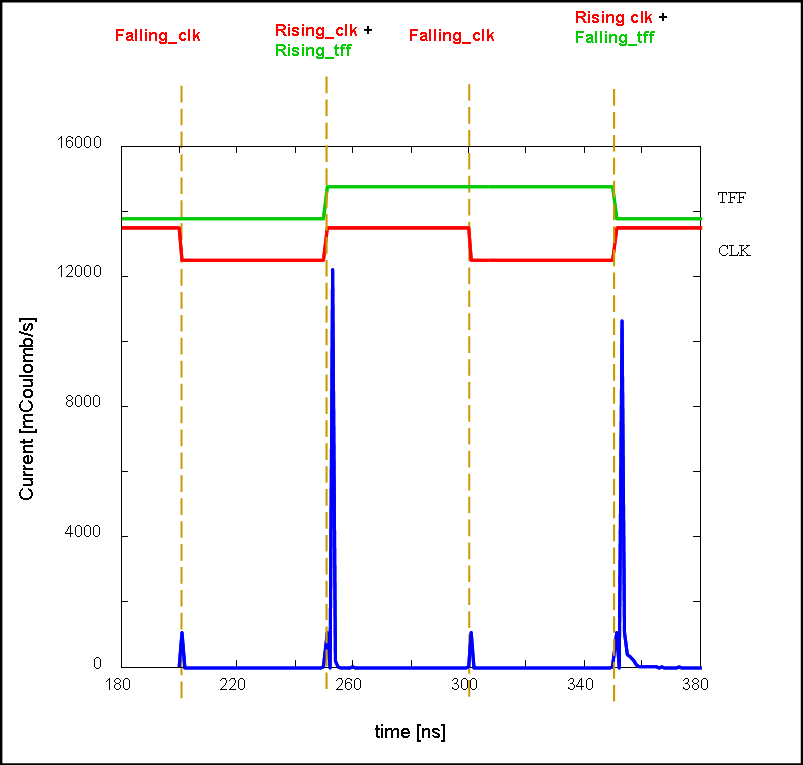 Falling_clk
Rising_clk +
Rising_tff
Falling_clk
Rising clk +
Falling_tff
16000
TFF
CLK
12000
8000
4000
0
Current [mCoulomb/s]
180 220 260 300 340 380
time [ns]